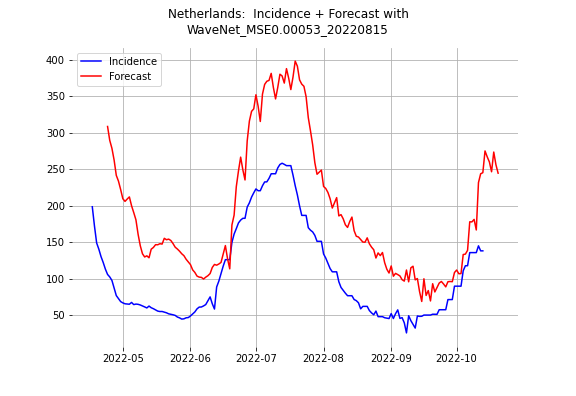 Netherlands:  Incidence + Forecast with
WaveNet_MSE0.00053_20220815
Incidence
Forecast
400
350
300
250
200
150
100
50
2022-05 2022-06 2022-07 2022-08 2022-09 2022-10